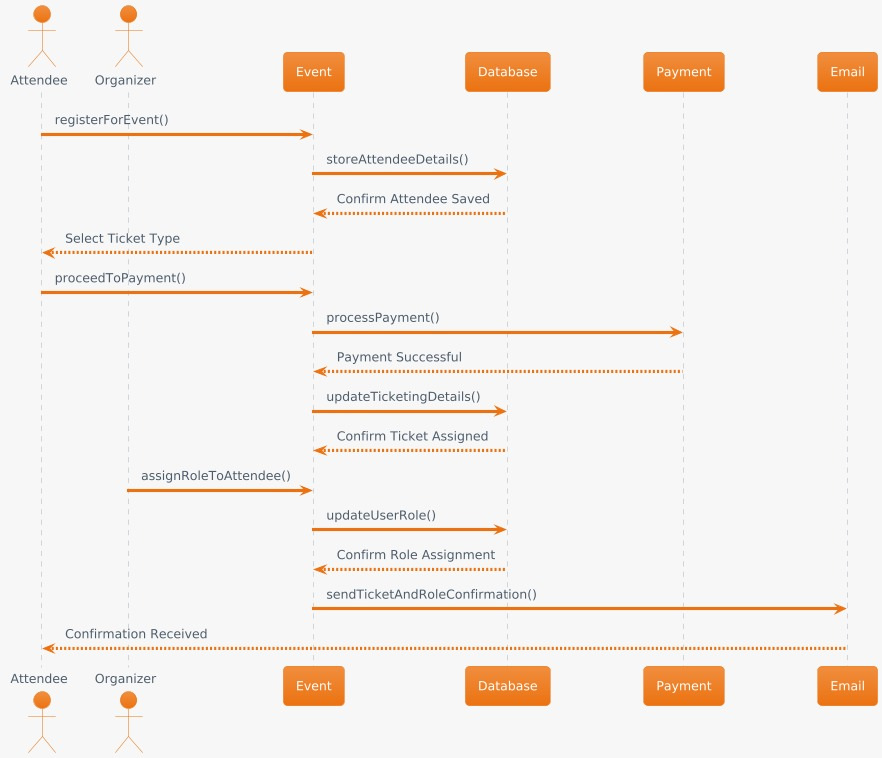 Attendee
Organizer
Event
Database
Payment
Email
registerForEvent()
storeAttendeeDetails()
Confirm Attendee Saved
Select Ticket Type
proceedToPayment()
processPayment()
Payment Successful
updateTicketingDetails()
Confirm Ticket Assigned
assignRoleToAttendee()
updateUserRole()
Confirm Role Assignment
sendTicketAndRoleConfirmation()
Confirmation Received
Attendee
Organizer
Event
Database
Payment
Email